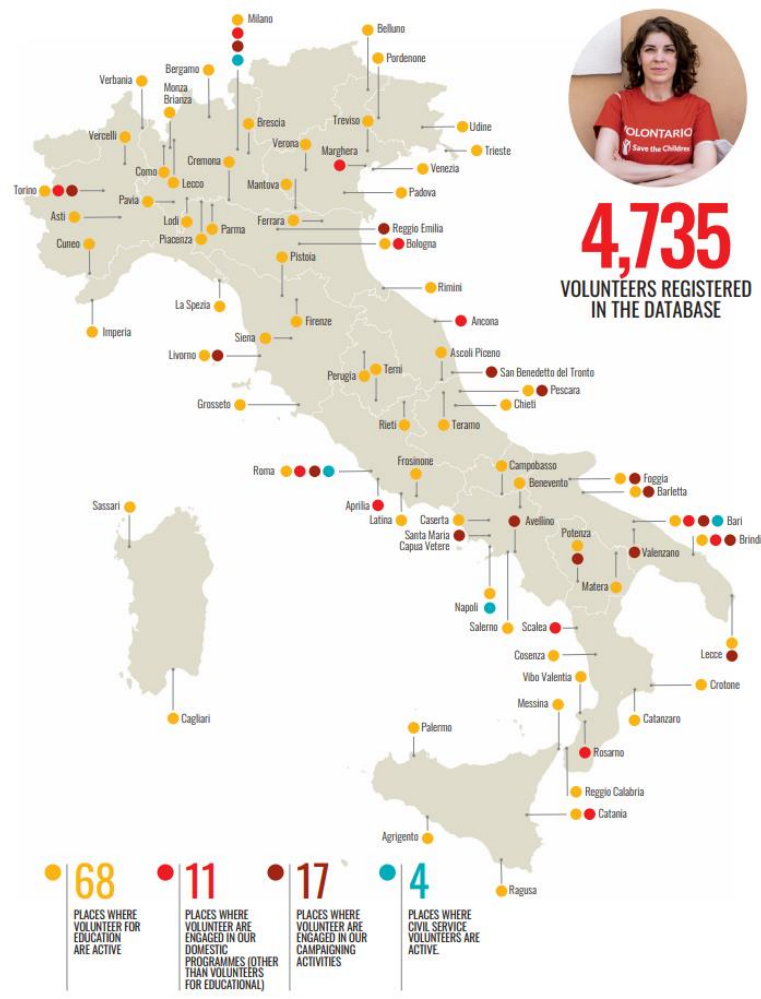 Milano
Belluno
Pordenone
Bergamo
Verbania
Monza
Brianza
Brescia
Treviso
Udine
Vercelli
Verona
Marghera
Trieste
Cremona
Venezia
Como
Lecco
Mantova
Torino
Padova
Pavia
Asti
Lodi
Parma
Ferrara
Reggio Emilia
Piacenza
Cuneo
Bologna
Pistoia
Rimini
La Spezia
Firenze
Ancona
Imperia
Siena
Livorno
Ascoli Piceno
Perugia
Terni
San Benedetto del Tronto
Pescara
Grosseto
Chieti
Rieti
Teramo
Frosinone
Campobasso
Roma
Benevento
Foggia
Barletta
Sassari
Aprilia
Latina
Caserta
Avellino
Bari
Santa Maria
Capua Vetere
Potenza
Brindi
Valenzano
Matera
Napoli
Salerno
Scalea
Cosenza
Lecce
Vibo Valentia
Crotone
Messina
Catanzaro
Cagliari
Palermo
Rosarno
Reggio Calabria
Catania
Agrigento
Ragusa
VOLONTARIO
Save the Children
4,735
VOLUNTEERS REGISTERED
IN THE DATABASE
68
PLACES WHERE
VOLUNTEER FOR
EDUCATION
ARE ACTIVE
11
PLACES WHERE
VOLUNTEER ARE
ENGAGED IN OUR
DOMESTIC
PROGRAMMES (OTHER
THAN VOLUNTEERS
FOR EDUCATIONAL)
17
PLACES WHERE
VOLUNTEER ARE
ENGAGED IN OUR
CAMPAIGNING
ACTIVITIES
4
PLACES WHERE
CIVIL SERVICE
VOLUNTEERS ARE
ACTIVE.